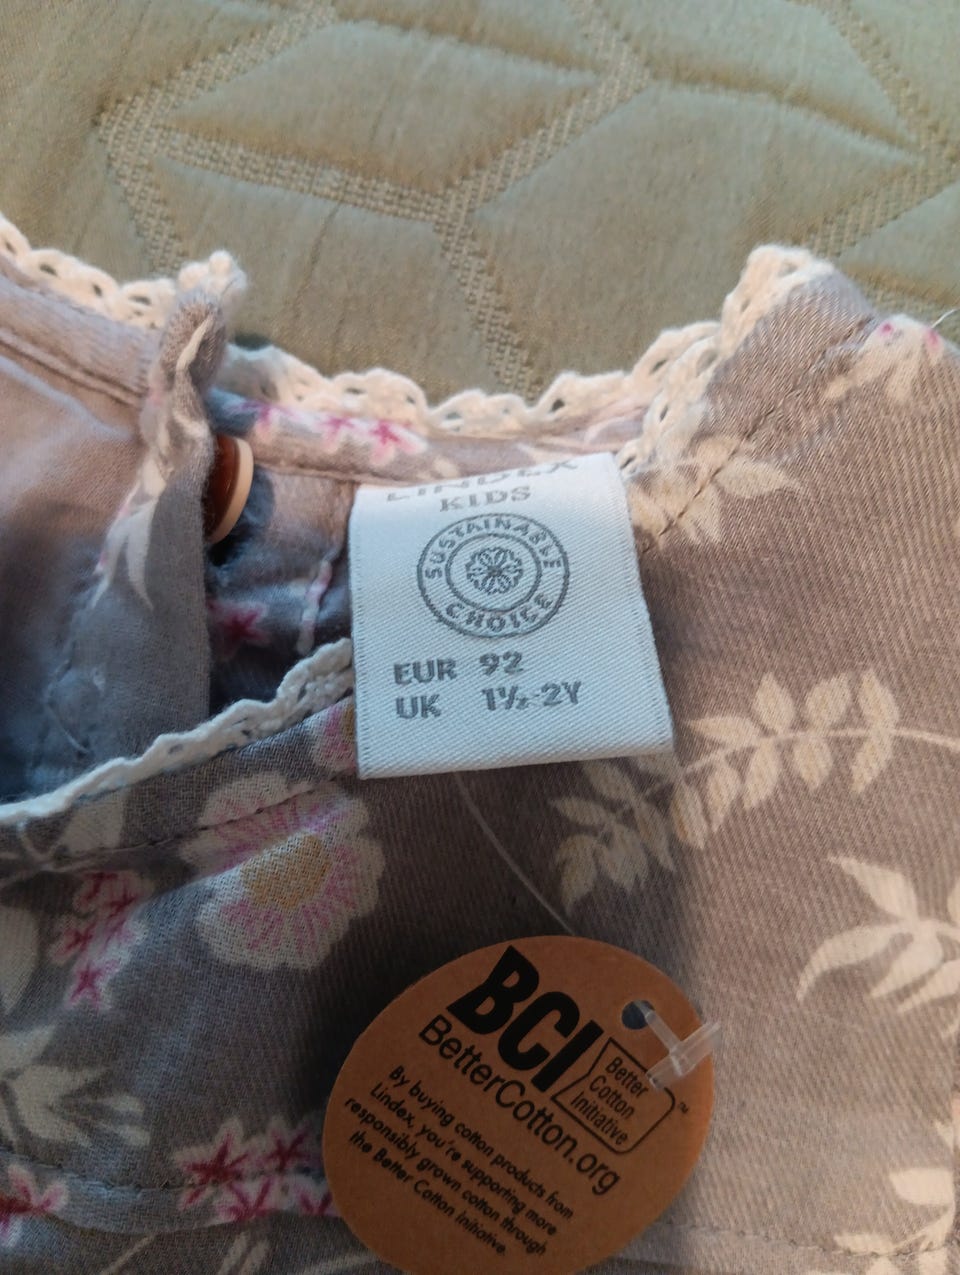 LINDEX
KIDS
SUSTAINABLE
CHOICE
EUR 92
UK 1½-2Y
BCI
Better
Cotton
Initiative
™
BetterCotton.org
By buying cotton products from
Lindex, you're supporting more
responsibly grown cotton through
the Better Cotton Initiative.